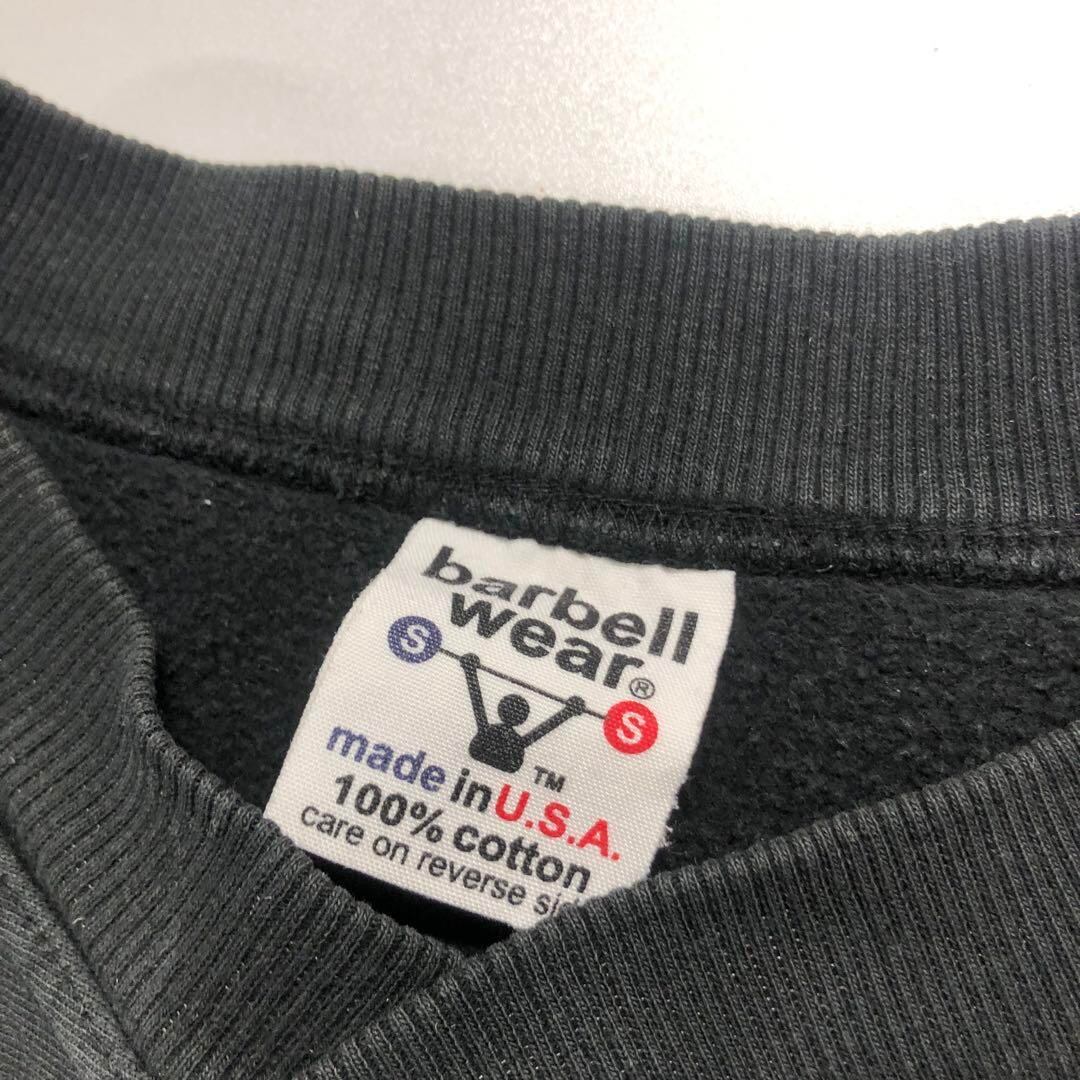 barbell
wear®
S
S
TM
made in U.S.A.
100% cotton
care on reverse